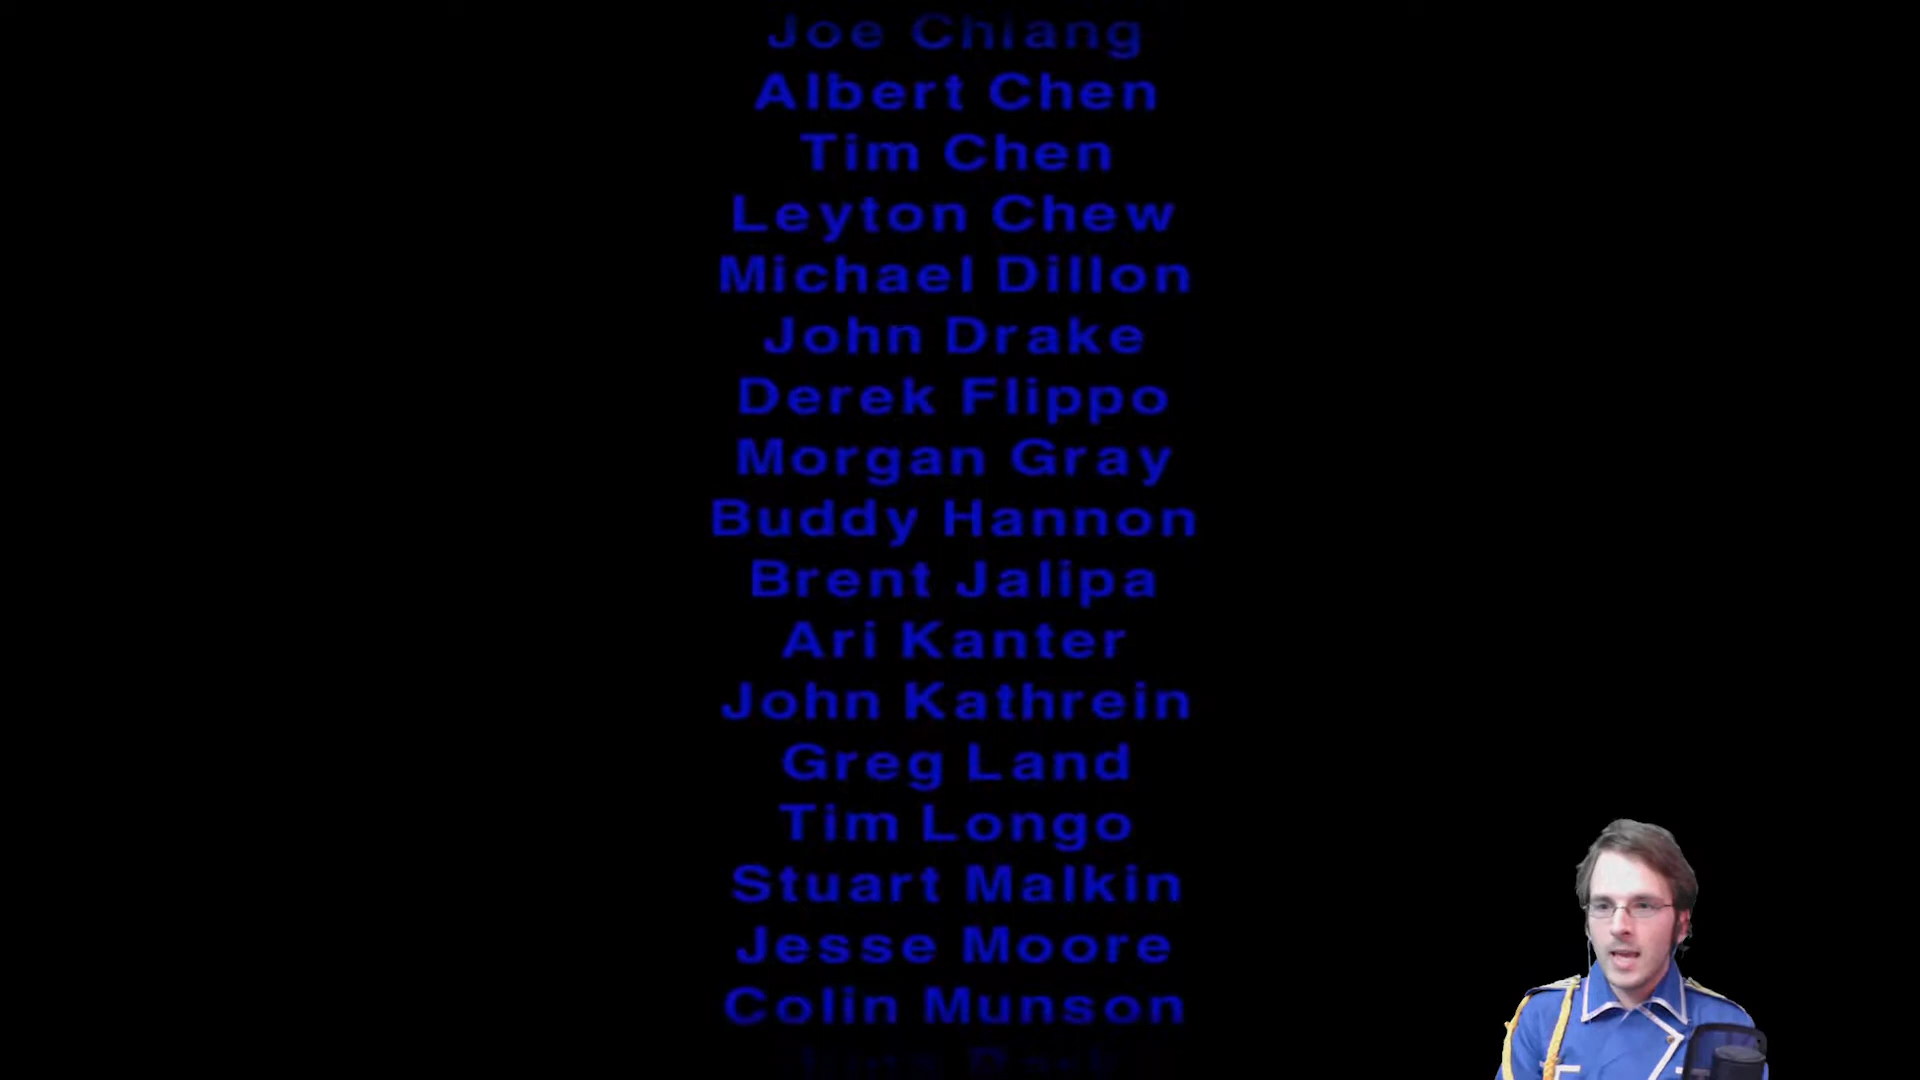 Joe Chiang
Albert Chen
Tim Chen
Leyton Chew
Michael Dillon
John Drake
Derek Flippo
Morgan Gray
Buddy Hannon
Brent Jalipa
Ari Kanter
John Kathrein
Greg Land
Tim Longo
Stuart Malkin
Jesse Moore
Colin Munson